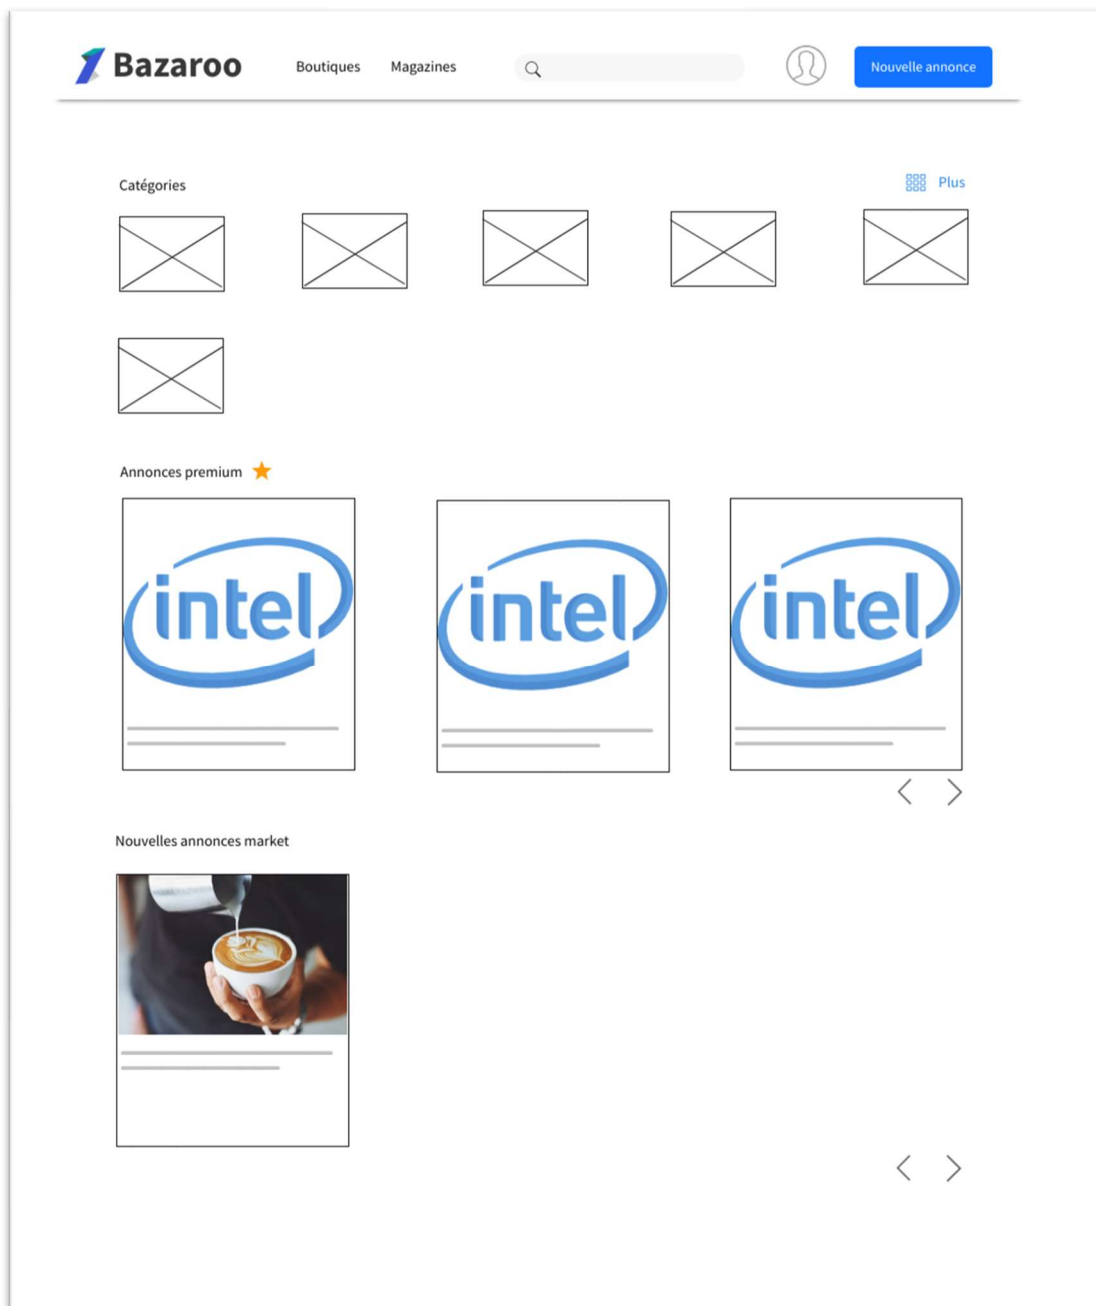 Bazaroo
Boutiques
Magazines
Nouvelle annonce
Catégories
Plus
Annonces premium
intel
intel
intel
Nouvelles annonces market